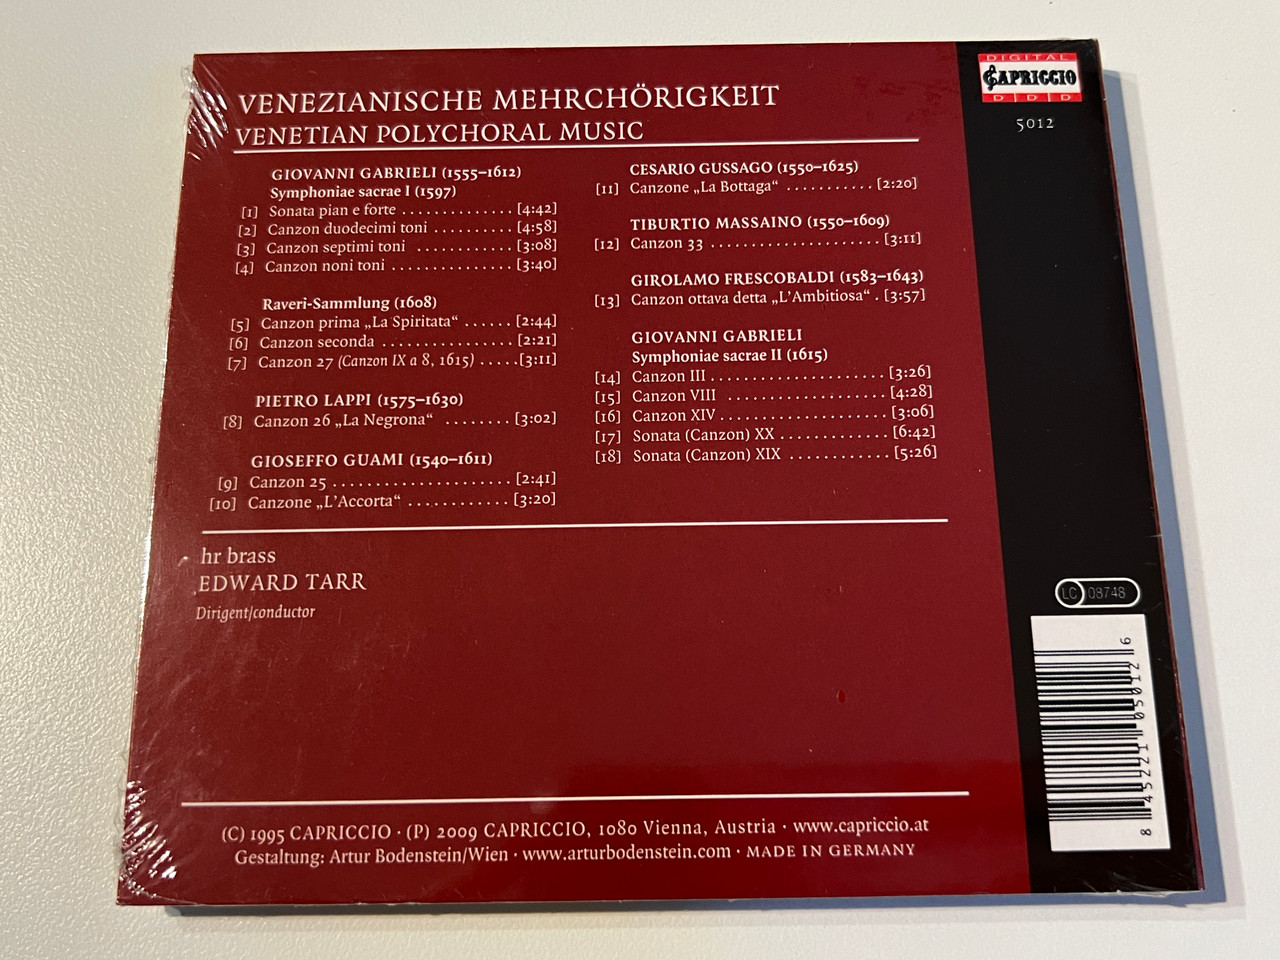 VENEZIANISCHE MEHRCHÖRIGKEIT
VENETIAN POLYCHORAL MUSIC
GIOVANNI GABRIELI (1555–1612)
Symphoniae sacrae I (1597)
[1] Sonata pian e forte .............. [4:42]
[2] Canzon duodecimi toni .......... [4:58]
[3] Canzon septimi toni ............ [3:08]
[4] Canzon noni toni ............... [3:40]
Raveri-Sammlung (1608)
[5] Canzon prima „La Spiritata“ ...... [2:44]
[6] Canzon seconda ................ [2:21]
[7] Canzon 27 (Canzon IX a 8, 1615) .....[3:11]
PIETRO LAPPI (1575–1630)
[8] Canzon 26 „La Negrona“ ........ [3:02]
GIOSEFFO GUAMI (1540–1611)
[9] Canzon 25 ...................... [2:41]
[10] Canzone „L’Accorta“ ............ [3:20]
CESARIO GUSSAGO (1550–1625)
[11] Canzone „La Bottaga“ ........... [2:20]
TIBURTIO MASSAINO (1550–1609)
[12] Canzon 33 ..................... [3:11]
GIROLAMO FRESCOBALDI (1583–1643)
[13] Canzon ottava detta „L’Ambitiosa“ . [3:57]
GIOVANNI GABRIELI
Symphoniae sacrae II (1615)
[14] Canzon III ..................... [3:26]
[15] Canzon VIII ................... [4:28]
[16] Canzon XIV .................... [3:06]
[17] Sonata (Canzon) XX ............. [6:42]
[18] Sonata (Canzon) XIX ............ [5:26]
hr brass
EDWARD TARR
Dirigent/conductor
(C) 1995 CAPRICCIO · (P) 2009 CAPRICCIO, 1080 Vienna, Austria · www.capriccio.at
Gestaltung: Artur Bodenstein/Wien · www.arturbodenstein.com · MADE IN GERMANY
DIGITAL
CAPRICCIO
D D D
5012
LC 08748
8 45221 05012 6